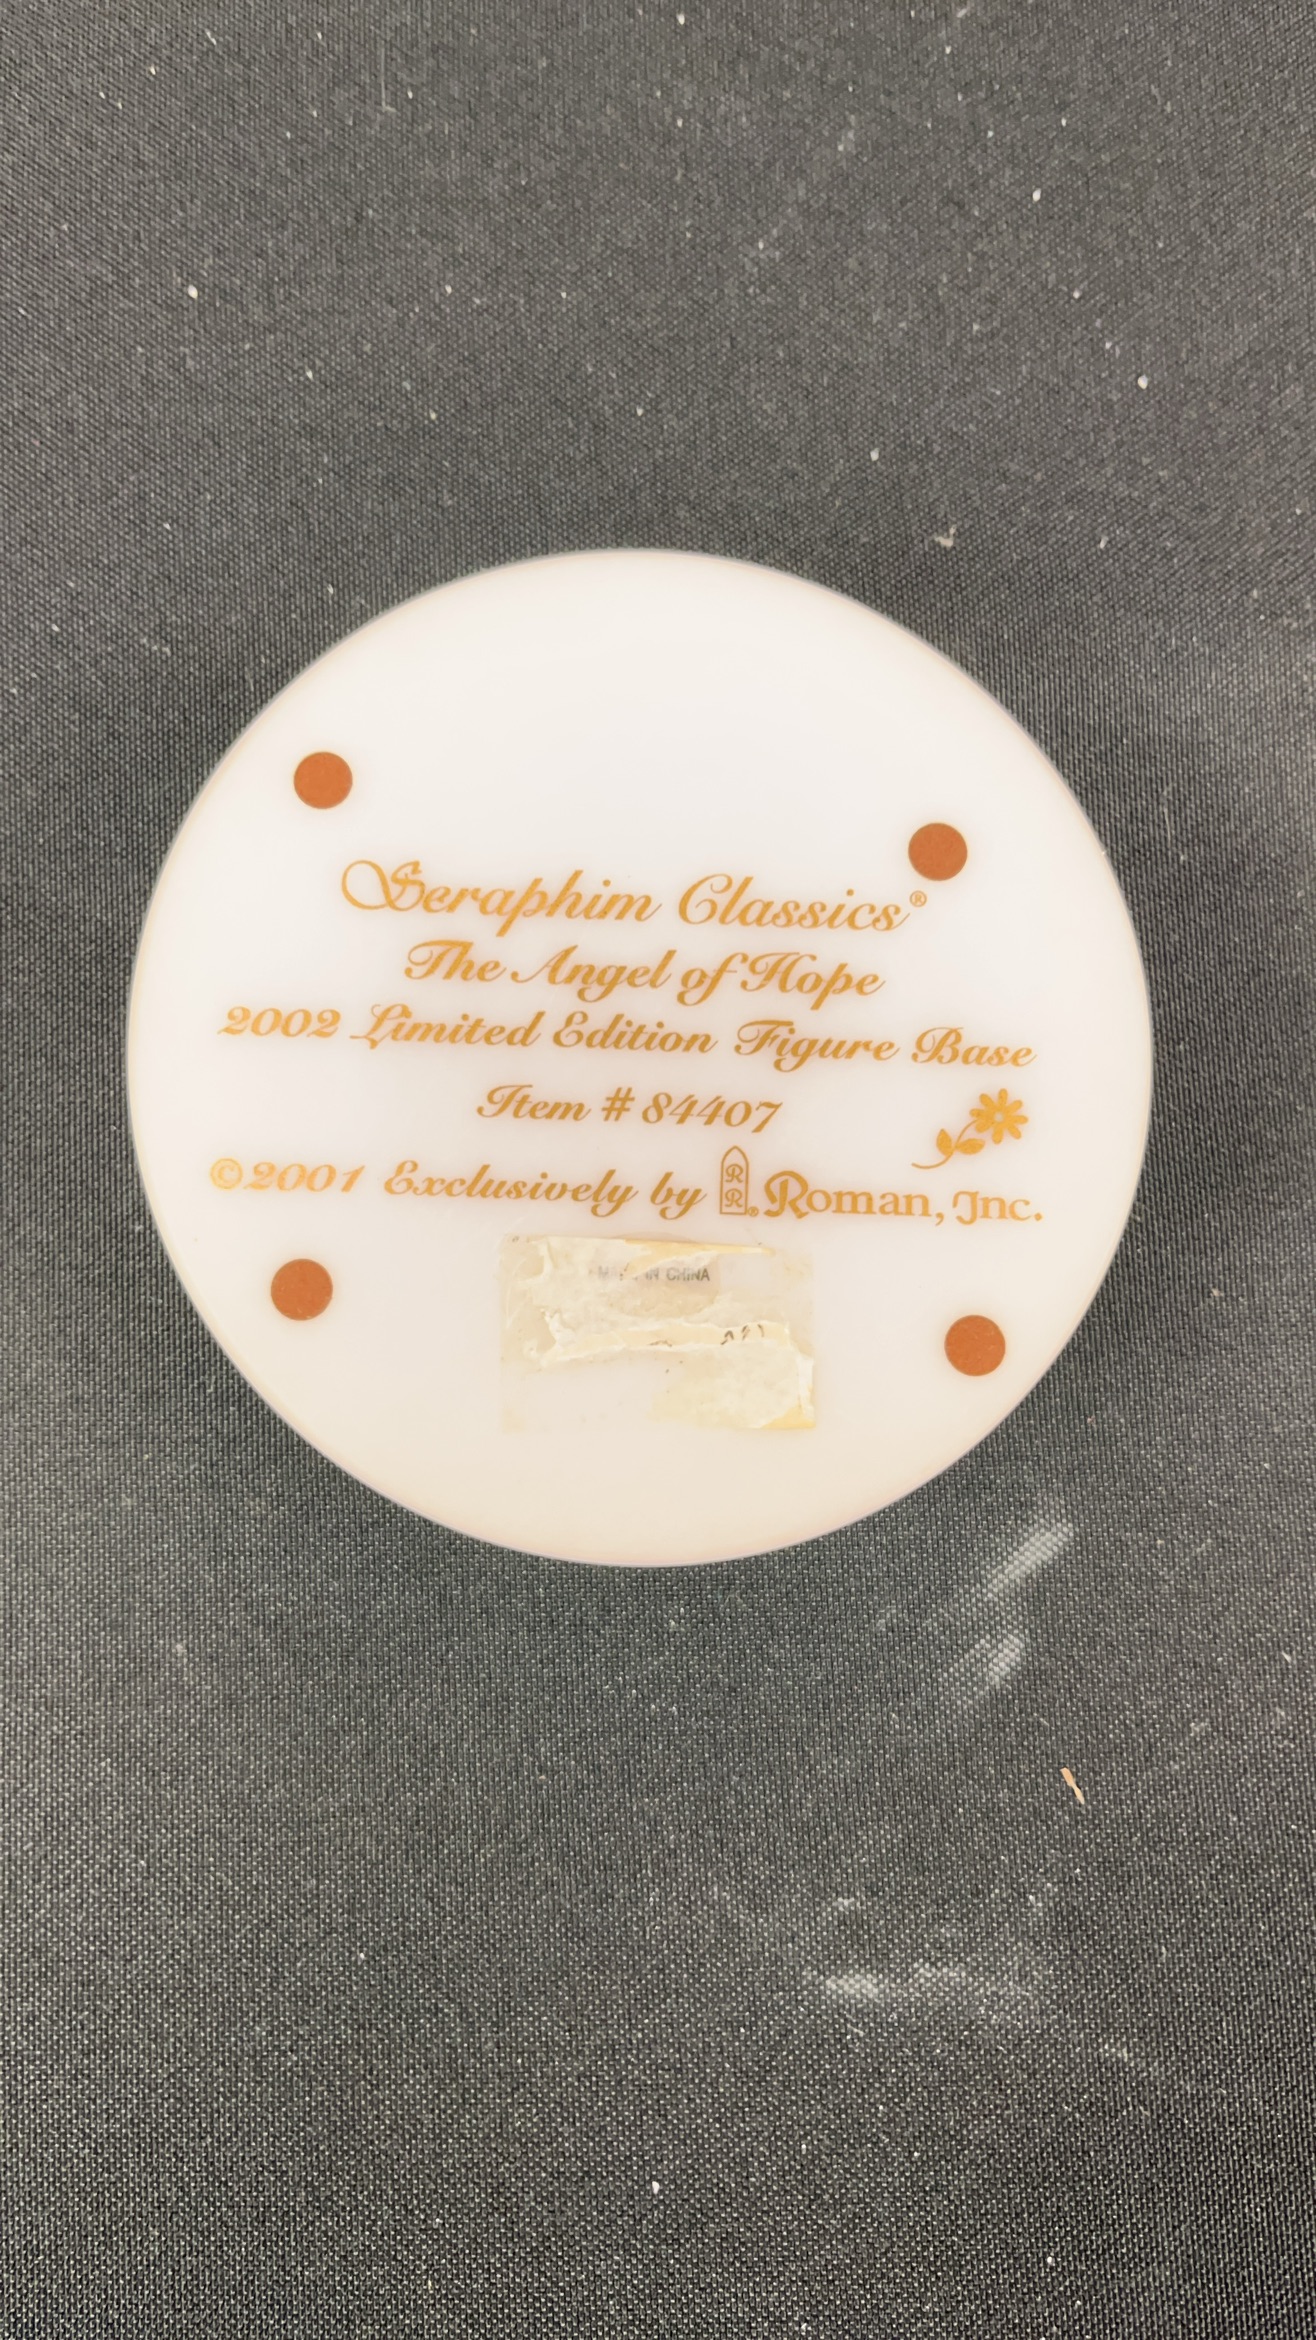 Seraphim Classics®
The Angel of Hope
2002 Limited Edition Figure Base
Item # 84407
©2001 Exclusively by RR® Roman, Inc.
IN CHINA